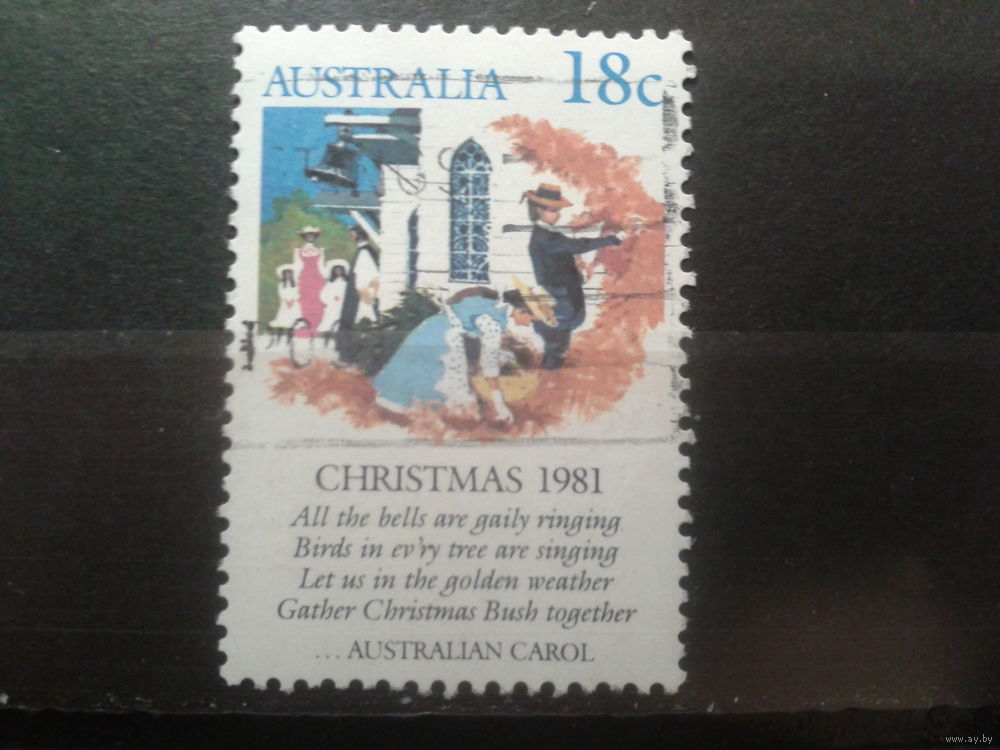 AUSTRALIA 18c
CHRISTMAS 1981
All the bells are gaily ringing
Birds in ev'ry tree are singing
Let us in the golden weather
Gather Christmas Bush together
... AUSTRALIAN CAROL
www.ay.by